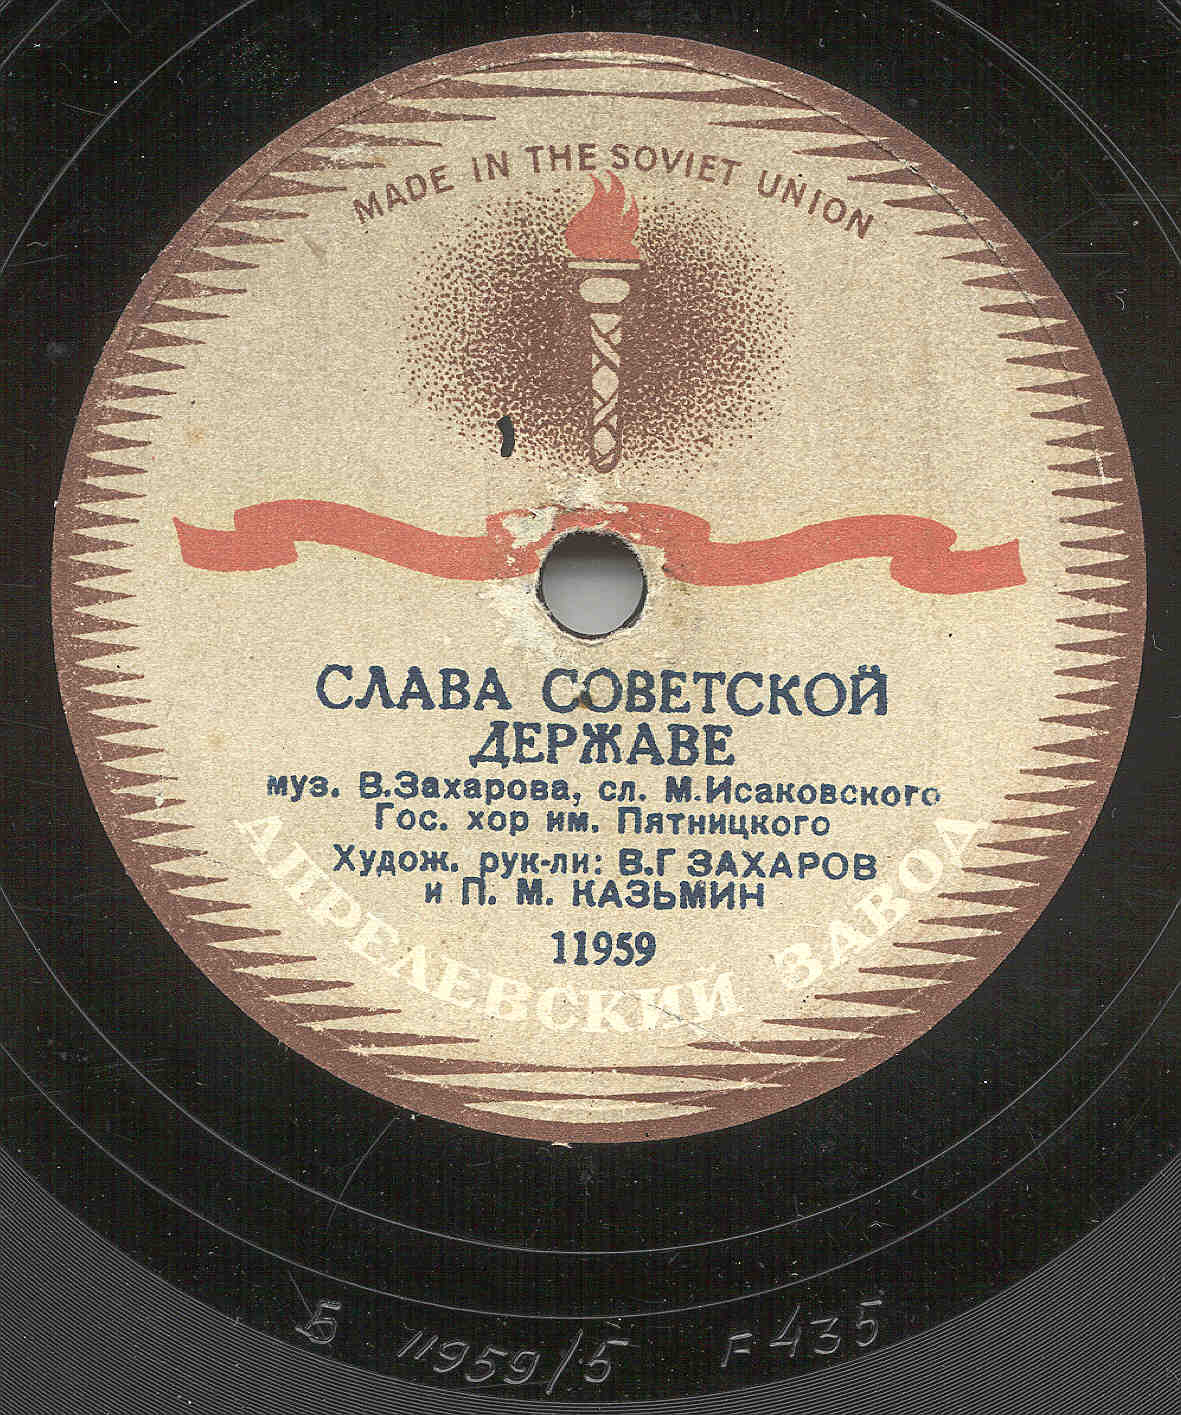 MADE IN THE SOVIET UNION
СЛАВА СОВЕТСКОЙ
ДЕРЖАВЕ
муз. В.Захарова, сл. М.Исаковского
Гос. хор им. Пятницкого
Худож. рук-ли: В.Г ЗАХАРОВ
и П. М. КАЗЬМИН
11959
АПРЕЛЕВСКИЙ ЗАВОД
Б 11959/5 F 435